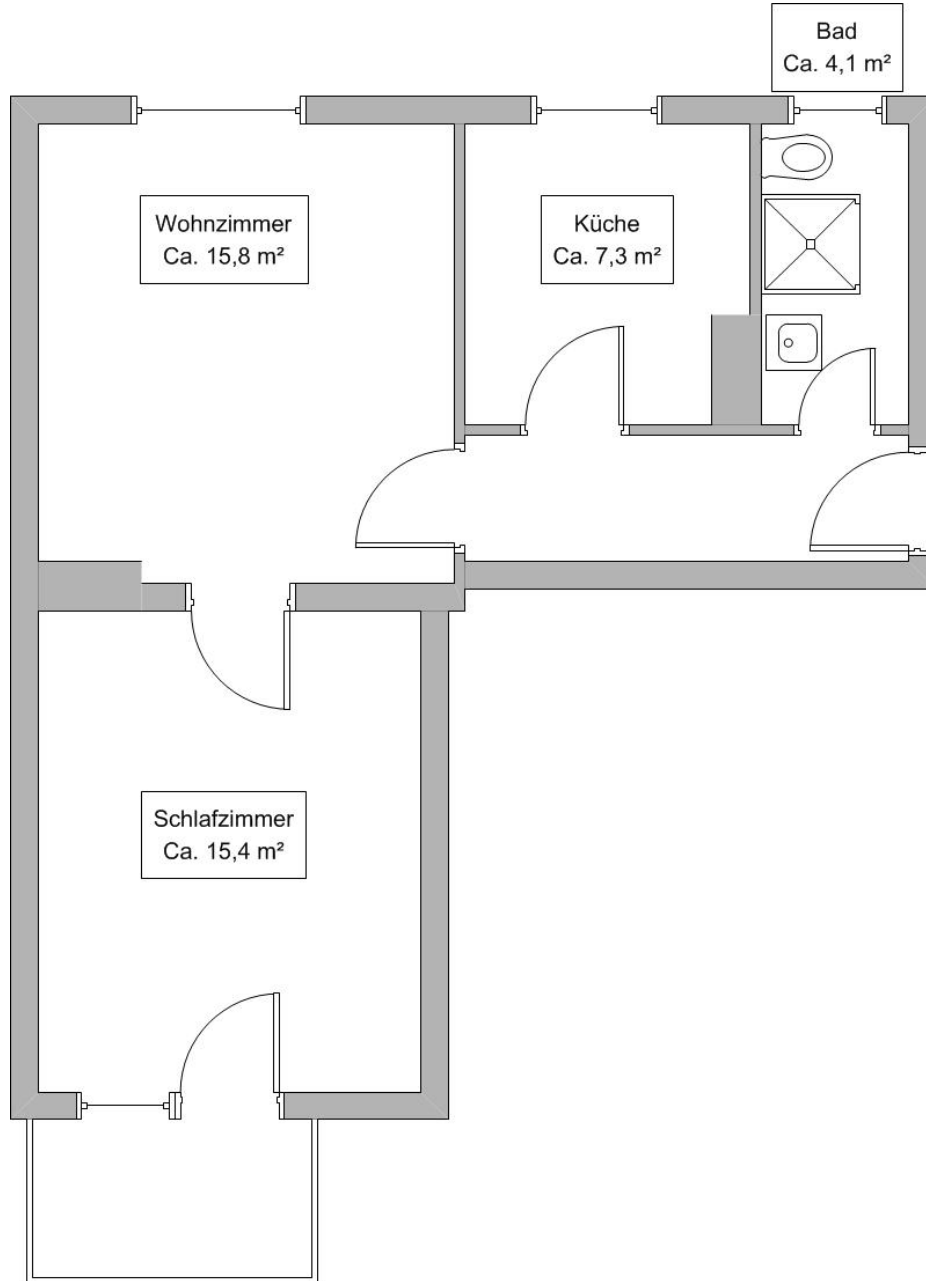 Bad
Ca. 4,1 m²
Wohnzimmer
Ca. 15,8 m²
Küche
Ca. 7,3 m²
Schlafzimmer
Ca. 15,4 m²